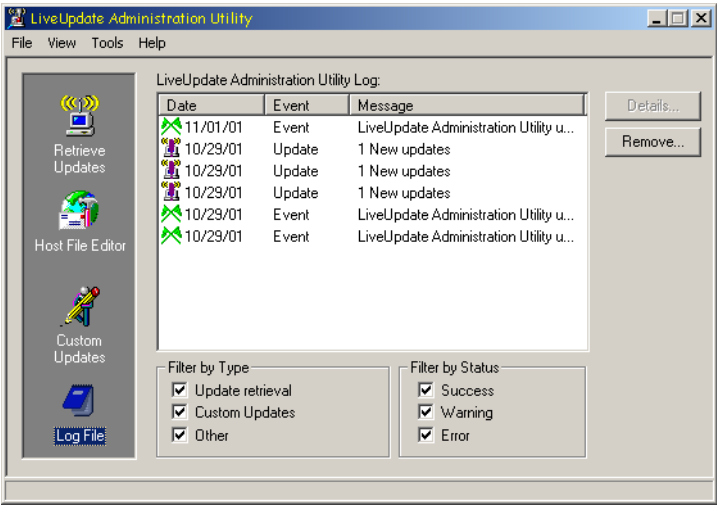 LiveUpdate Administration Utility
File View Tools Help
LiveUpdate Administration Utility Log:
Date Event Message
11/01/01 Event LiveUpdate Administration Utility u...
10/29/01 Update 1 New updates
10/29/01 Update 1 New updates
10/29/01 Update 1 New updates
10/29/01 Event LiveUpdate Administration Utility u...
10/29/01 Event LiveUpdate Administration Utility u...
Details...
Remove...
Retrieve
Updates
Host File Editor
Custom
Updates
Log File
Filter by Type
Update retrieval
Custom Updates
Other
Filter by Status
Success
Warning
Error